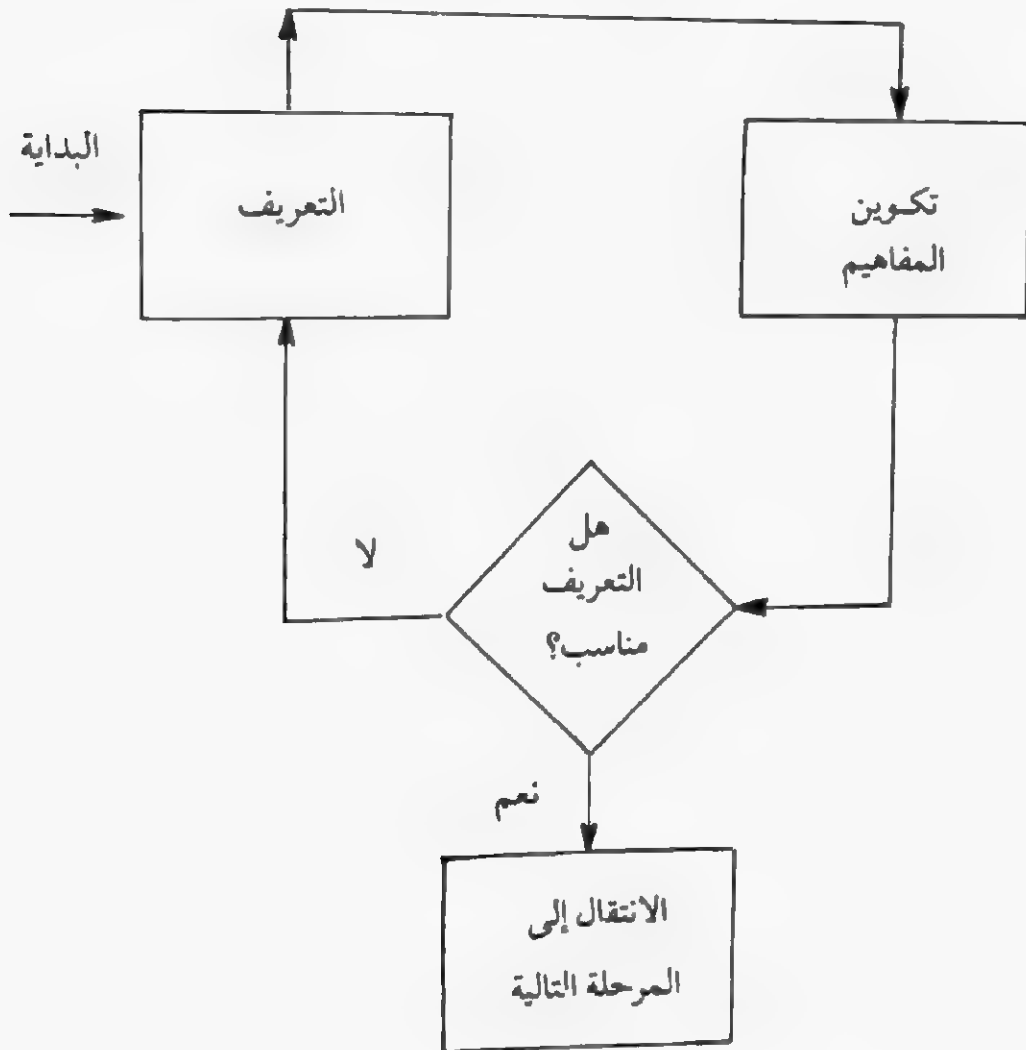 البداية
التعريف
تكوين
المفاهيم
هل
التعريف
مناسب؟
لا
نعم
الانتقال إلى
المرحلة التالية